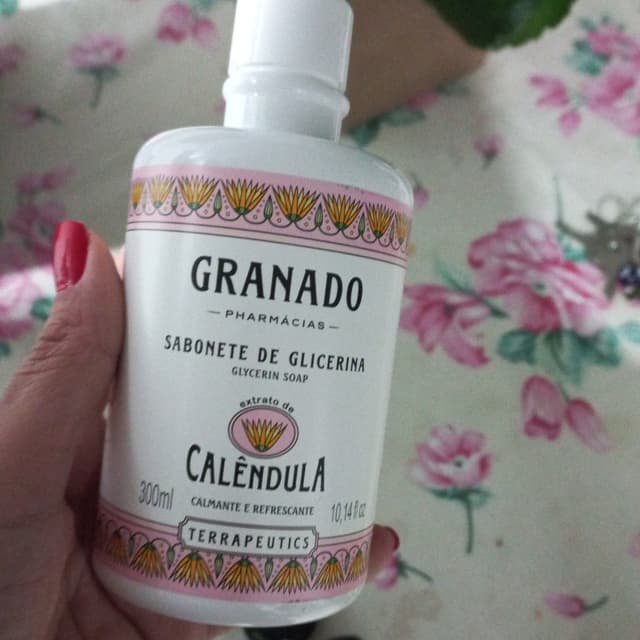 GRANADO
— PHARMÁCIAS —
SABONETE DE GLICERINA
GLYCERIN SOAP
extrato de
CALÊNDULA
300ml
CALMANTE E REFRESCANTE
10,14 fl oz
TERRAPEUTICS